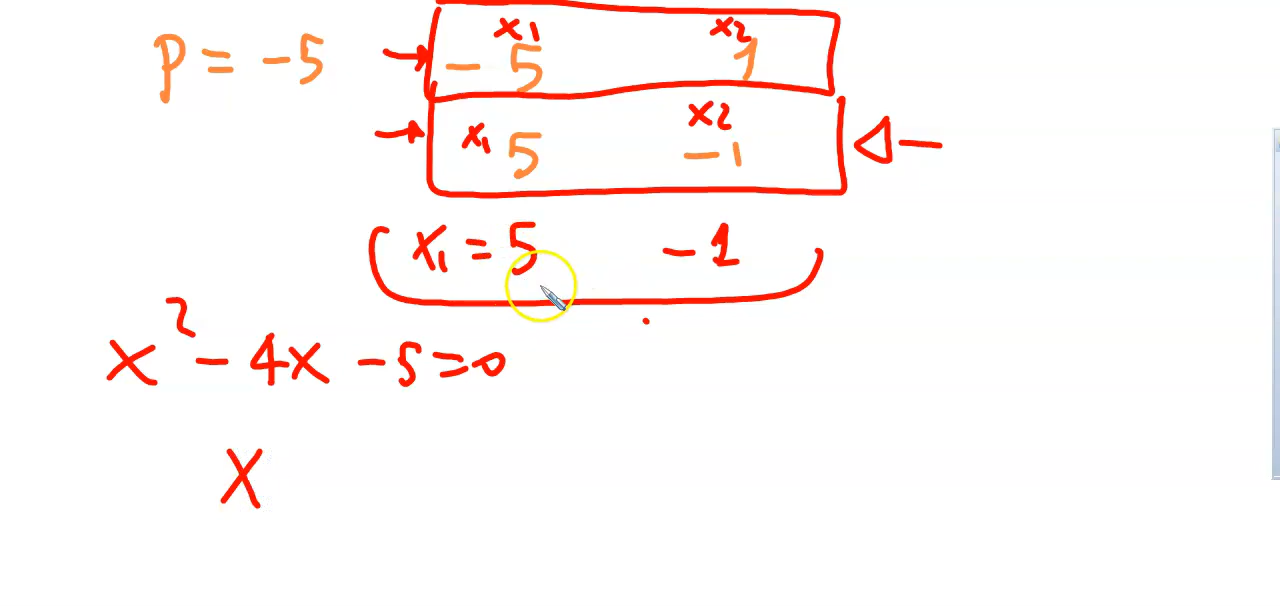 x1 x2
p = -5 - 5 1
x1 5 x2 -1
x1 = 5 -1
x² - 4x - 5 = 0
x